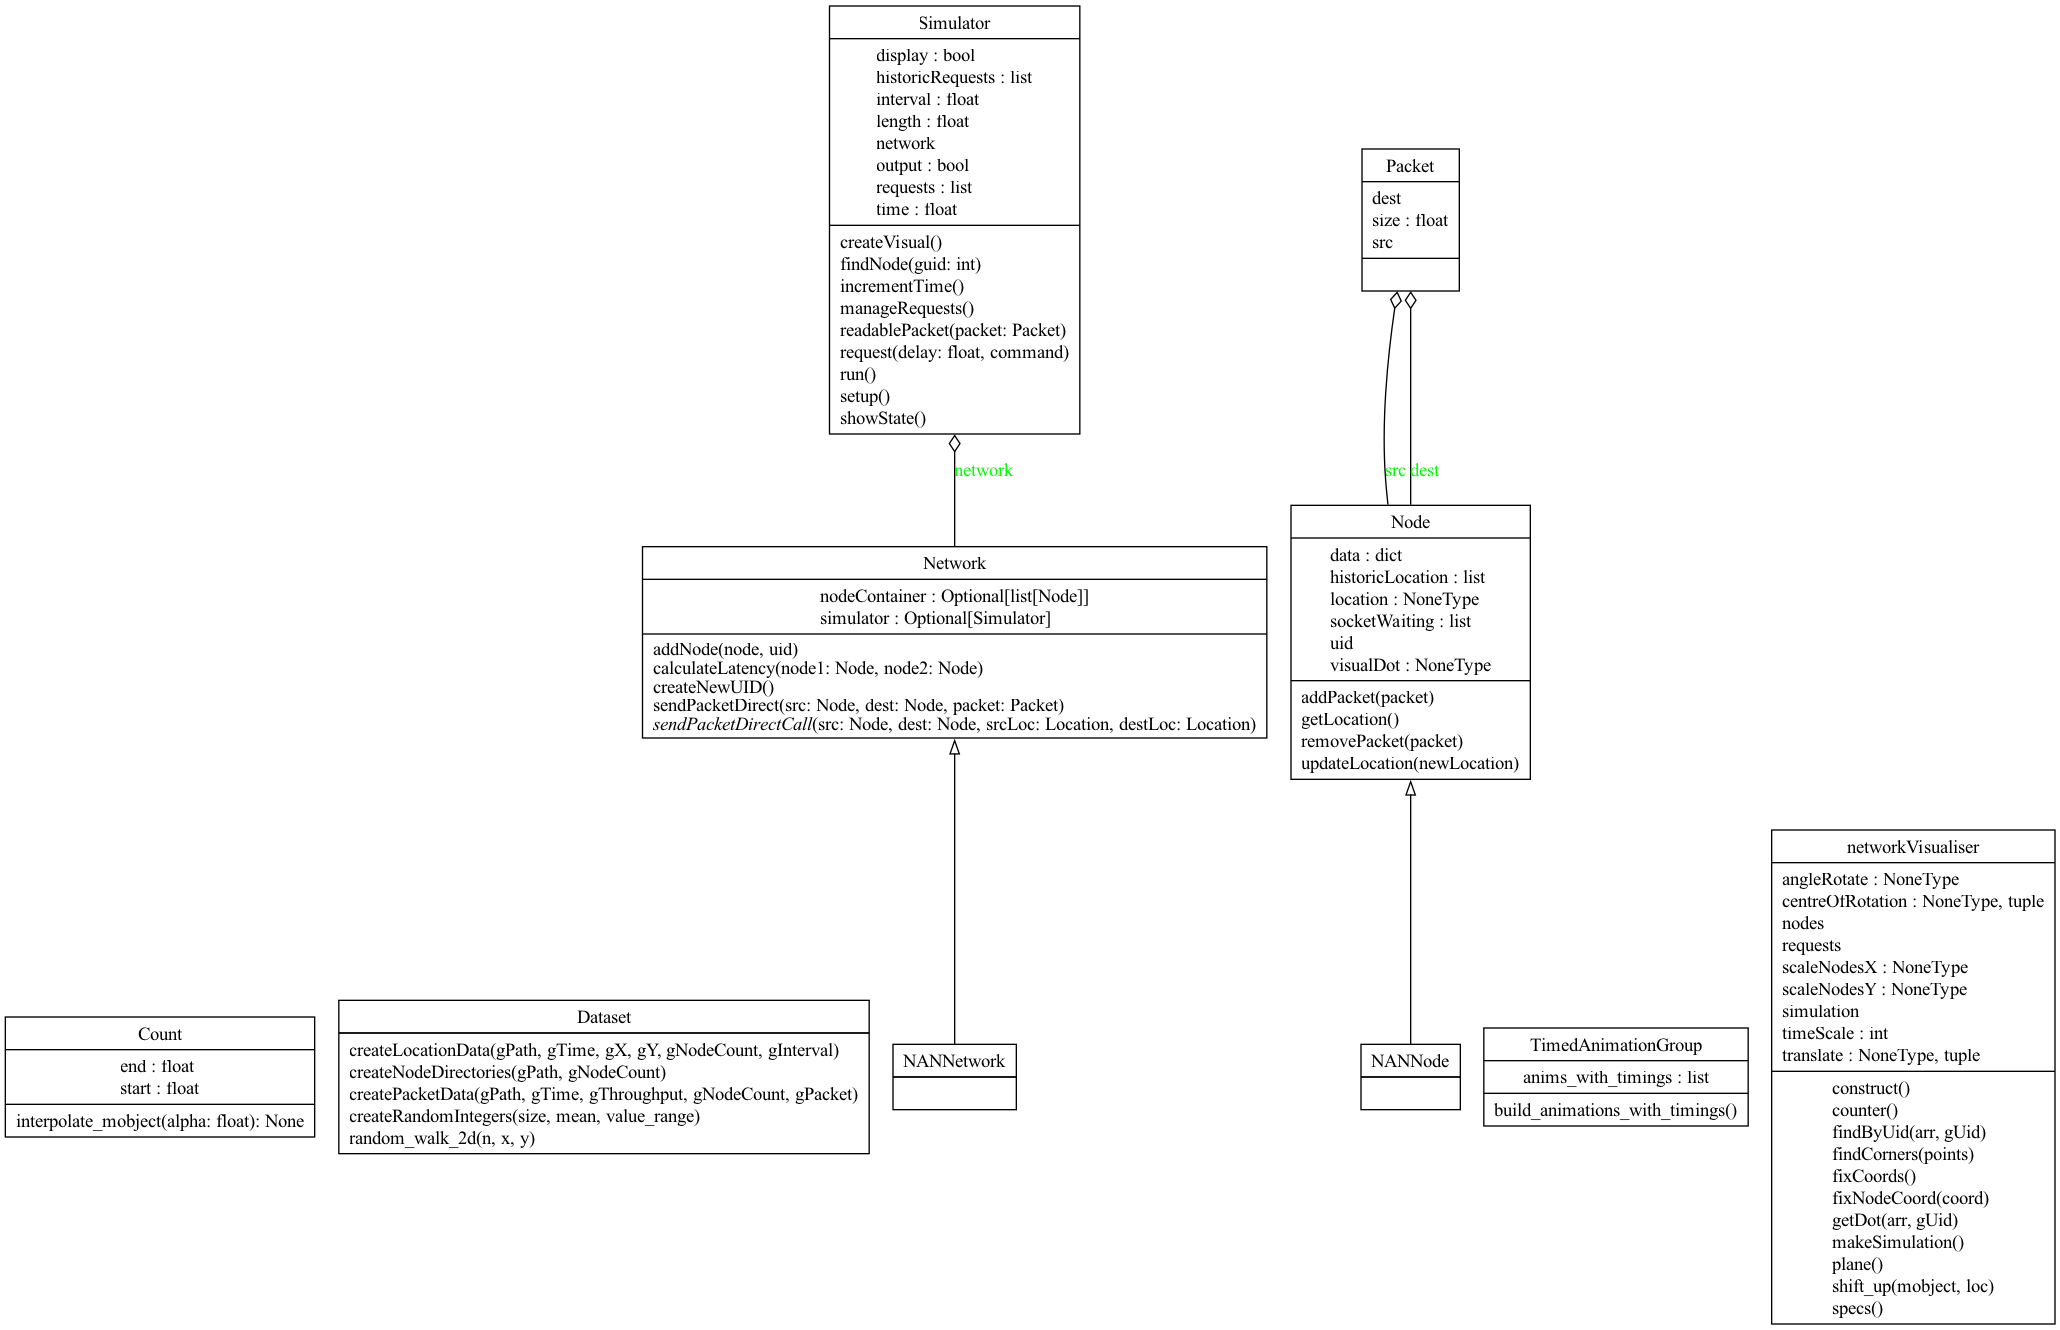 Simulator
display : bool
historicRequests : list
interval : float
length : float
network
output : bool
requests : list
time : float
createVisual()
findNode(guid: int)
incrementTime()
manageRequests()
readablePacket(packet: Packet)
request(delay: float, command)
run()
setup()
showState()
Packet
dest
size : float
src
network
src
dest
Network
nodeContainer : Optional[list[Node]]
simulator : Optional[Simulator]
addNode(node, uid)
calculateLatency(node1: Node, node2: Node)
createNewUID()
sendPacketDirect(src: Node, dest: Node, packet: Packet)
sendPacketDirectCall(src: Node, dest: Node, srcLoc: Location, destLoc: Location)
Node
data : dict
historicLocation : list
location : NoneType
socketWaiting : list
uid
visualDot : NoneType
addPacket(packet)
getLocation()
removePacket(packet)
updateLocation(newLocation)
Count
end : float
start : float
interpolate_mobject(alpha: float): None
Dataset
createLocationData(gPath, gTime, gX, gY, gNodeCount, gInterval)
createNodeDirectories(gPath, gNodeCount)
createPacketData(gPath, gTime, gThroughput, gNodeCount, gPacket)
createRandomIntegers(size, mean, value_range)
random_walk_2d(n, x, y)
NANNetwork
NANNode
TimedAnimationGroup
anims_with_timings : list
build_animations_with_timings()
networkVisualiser
angleRotate : NoneType
centreOfRotation : NoneType, tuple
nodes
requests
scaleNodesX : NoneType
scaleNodesY : NoneType
simulation
timeScale : int
translate : NoneType, tuple
construct()
counter()
findByUid(arr, gUid)
findCorners(points)
fixCoords()
fixNodeCoord(coord)
getDot(arr, gUid)
makeSimulation()
plane()
shift_up(mobject, loc)
specs()